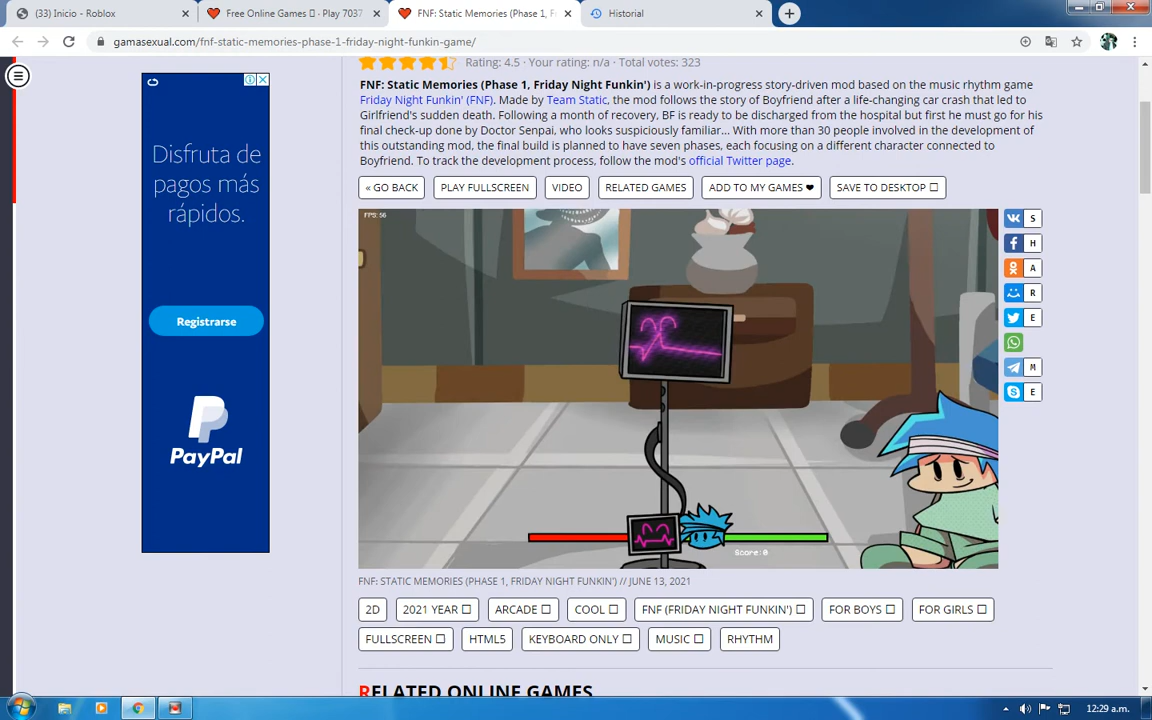 (33) Inicio - Roblox
Free Online Games · Play 7037
FNF: Static Memories (Phase 1, F
Historial
gamasexual.com/fnf-static-memories-phase-1-friday-night-funkin-game/
Rating: 4.5 · Your rating: n/a · Total votes: 323
FNF: Static Memories (Phase 1, Friday Night Funkin') is a work-in-progress story-driven mod based on the music rhythm game
Friday Night Funkin' (FNF). Made by Team Static, the mod follows the story of Boyfriend after a life-changing car crash that led to
Girlfriend's sudden death. Following a month of recovery, BF is ready to be discharged from the hospital but first he must go for his
final check-up done by Doctor Senpai, who looks suspiciously familiar... With more than 30 people involved in the development of
this outstanding mod, the final build is planned to have seven phases, each focusing on a different character connected to
Boyfriend. To track the development process, follow the mod's official Twitter page.
« GO BACK
PLAY FULLSCREEN
VIDEO
RELATED GAMES
ADD TO MY GAMES ❤
SAVE TO DESKTOP
Disfruta de
pagos más
rápidos.
Registrarse
PayPal
FPS: 56
Score:0
S
H
A
R
E
M
E
FNF: STATIC MEMORIES (PHASE 1, FRIDAY NIGHT FUNKIN') // JUNE 13, 2021
2D
2021 YEAR
ARCADE
COOL
FNF (FRIDAY NIGHT FUNKIN')
FOR BOYS
FOR GIRLS
FULLSCREEN
HTML5
KEYBOARD ONLY
MUSIC
RHYTHM
RELATED ONLINE GAMES
12:29 a.m.